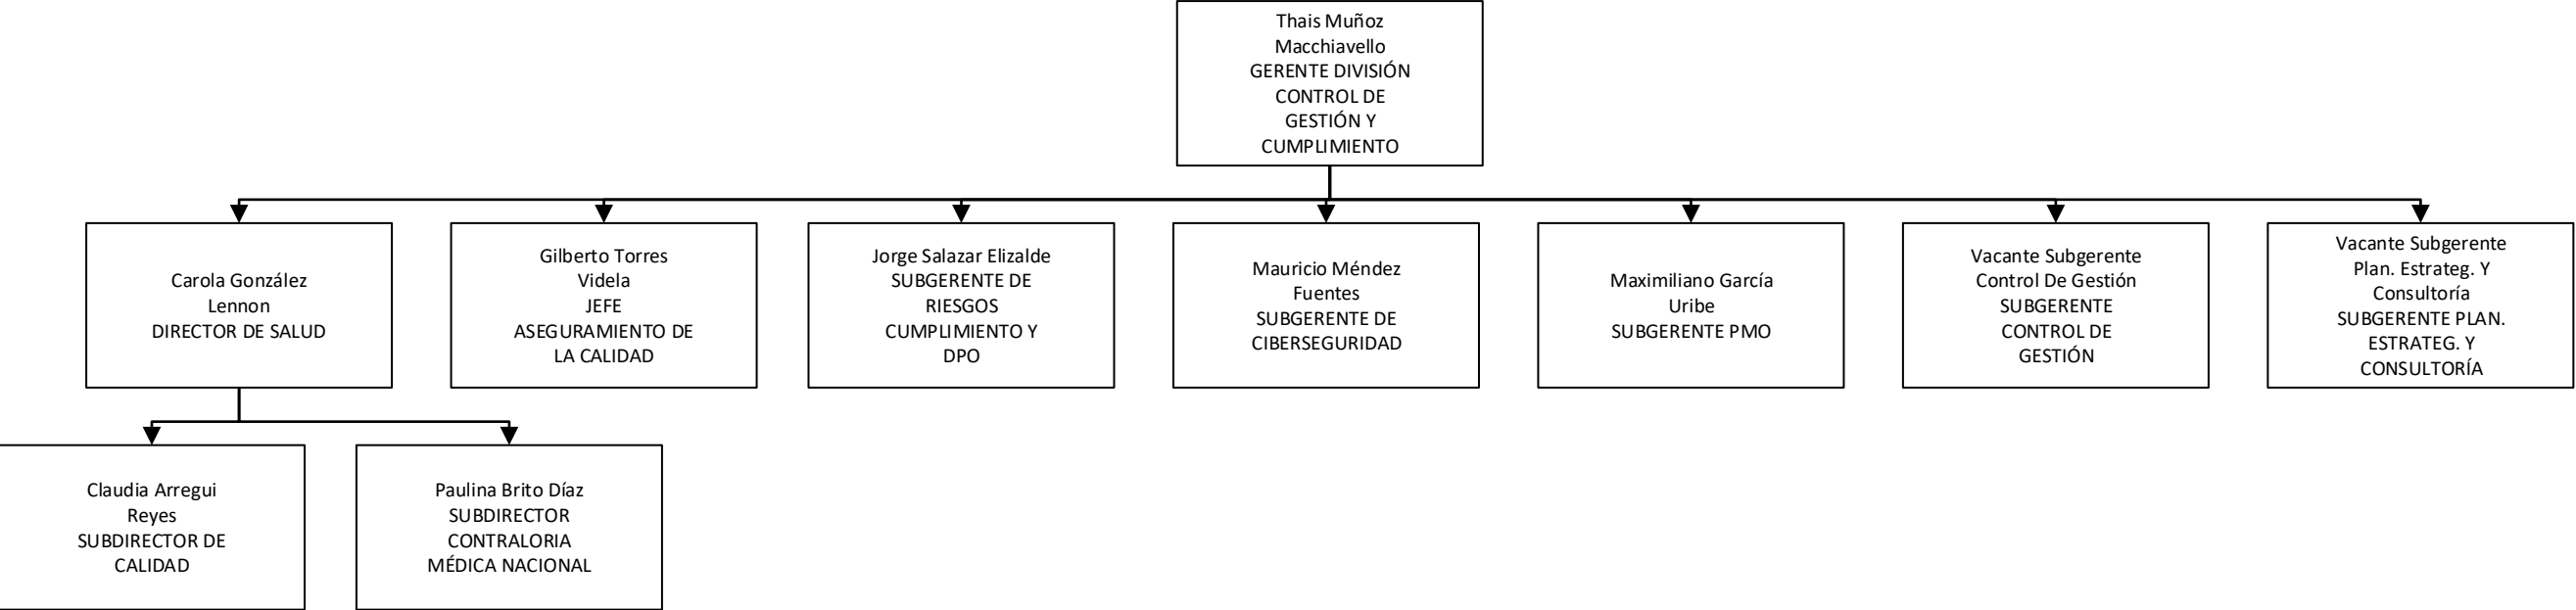 Thais Muñoz
Macchiavello
GERENTE DIVISIÓN
CONTROL DE
GESTIÓN Y
CUMPLIMIENTO
Carola González
Lennon
DIRECTOR DE SALUD
Gilberto Torres
Videla
JEFE
ASEGURAMIENTO DE
LA CALIDAD
Jorge Salazar Elizalde
SUBGERENTE DE
RIESGOS
CUMPLIMIENTO Y
DPO
Mauricio Méndez
Fuentes
SUBGERENTE DE
CIBERSEGURIDAD
Maximiliano García
Uribe
SUBGERENTE PMO
Vacante Subgerente
Control De Gestión
SUBGERENTE
CONTROL DE
GESTIÓN
Vacante Subgerente
Plan. Estrateg. Y
Consultoría
SUBGERENTE PLAN.
ESTRATEG. Y
CONSULTORÍA
Claudia Arregui
Reyes
SUBDIRECTOR DE
CALIDAD
Paulina Brito Díaz
SUBDIRECTOR
CONTRALORIA
MÉDICA NACIONAL